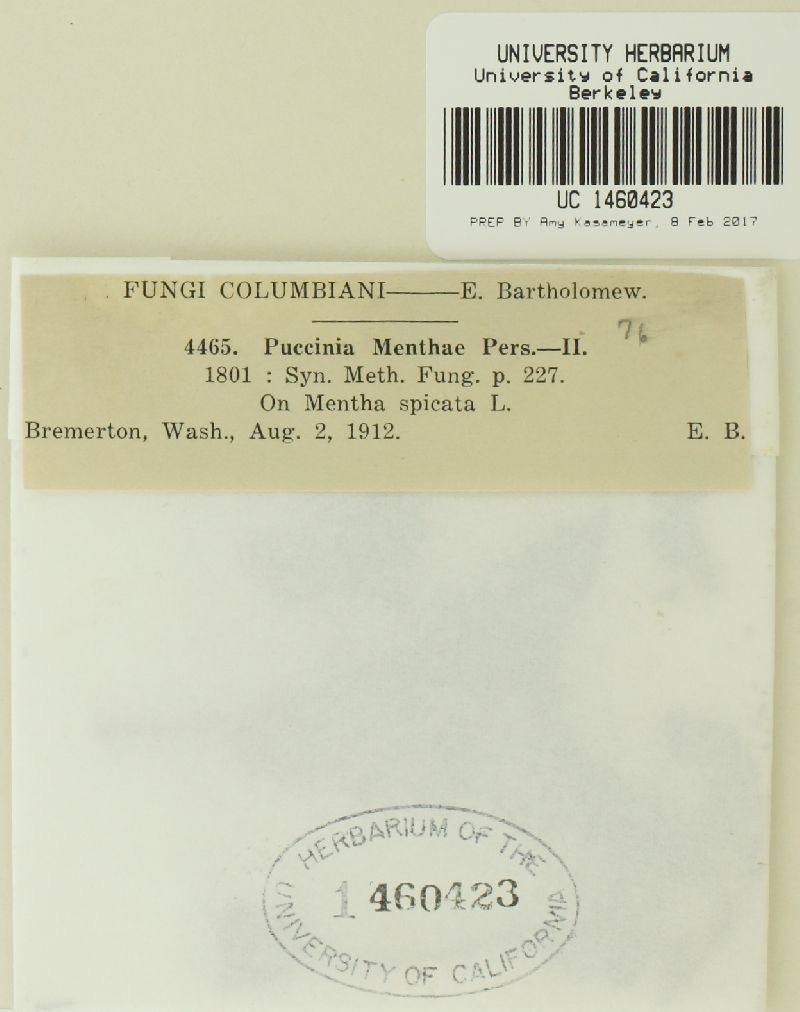 UNIVERSITY HERBARIUM
University of California
Berkeley
UC 1460423
PREP BY Amy Kasameyer, 8 Feb 2017
FUNGI COLUMBIANI——E. Bartholomew.
76
4465. Puccinia Menthae Pers.—II.
1801 : Syn. Meth. Fung. p. 227.
On Mentha spicata L.
Bremerton, Wash., Aug. 2, 1912. E. B.
HERBARIUM OF THE
1460423
UNIVERSITY OF CALIFORNIA